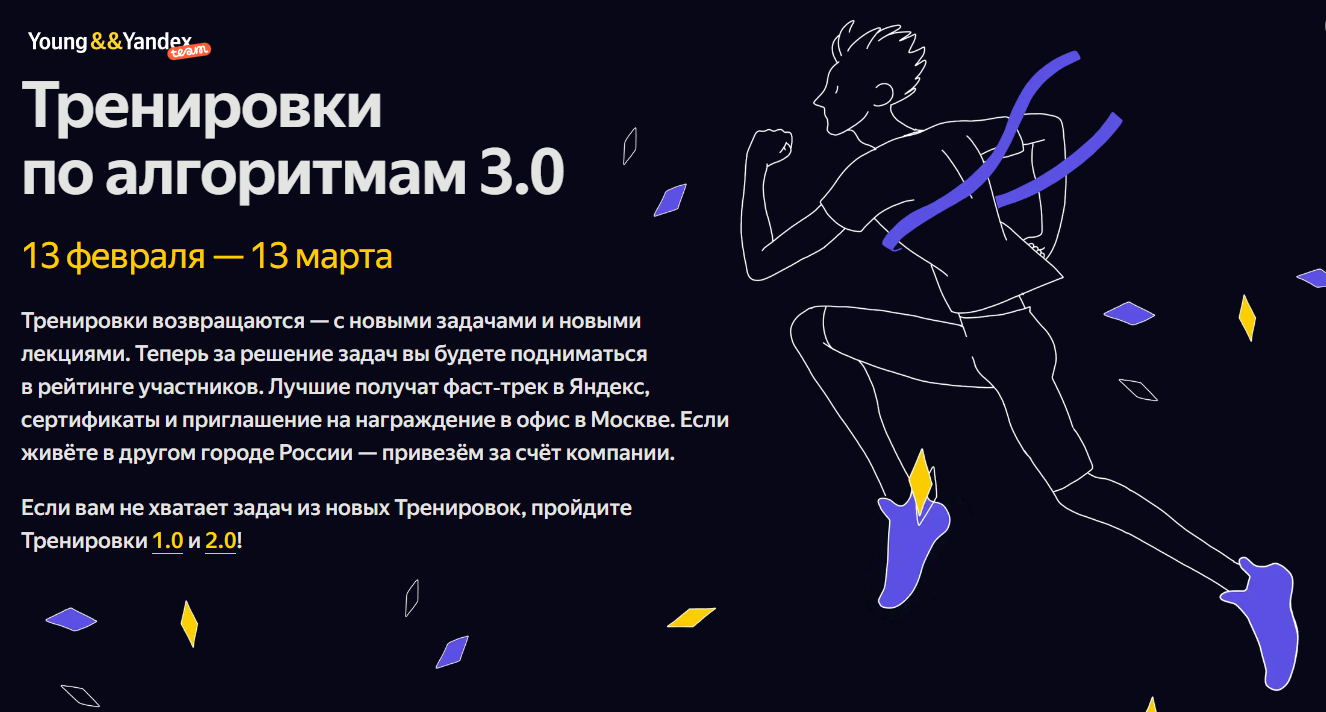 Young&&Yandex
team
Тренировки
по алгоритмам 3.0
13 февраля — 13 марта
Тренировки возвращаются — с новыми задачами и новыми
лекциями. Теперь за решение задач вы будете подниматься
в рейтинге участников. Лучшие получат фаст-трек в Яндекс,
сертификаты и приглашение на награждение в офис в Москве. Если
живёте в другом городе России — привезём за счёт компании.
Если вам не хватает задач из новых Тренировок, пройдите
Тренировки 1.0 и 2.0!